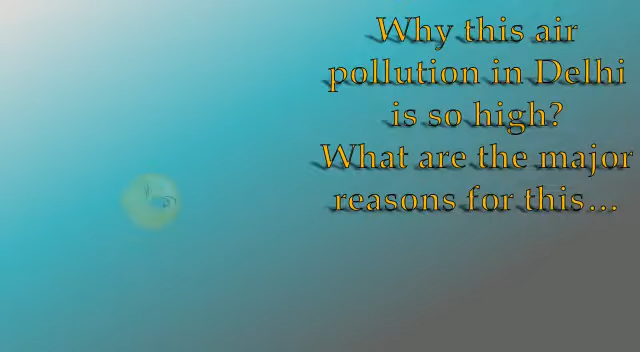 Why this air
pollution in Delhi
is so high?
What are the major
reasons for this...